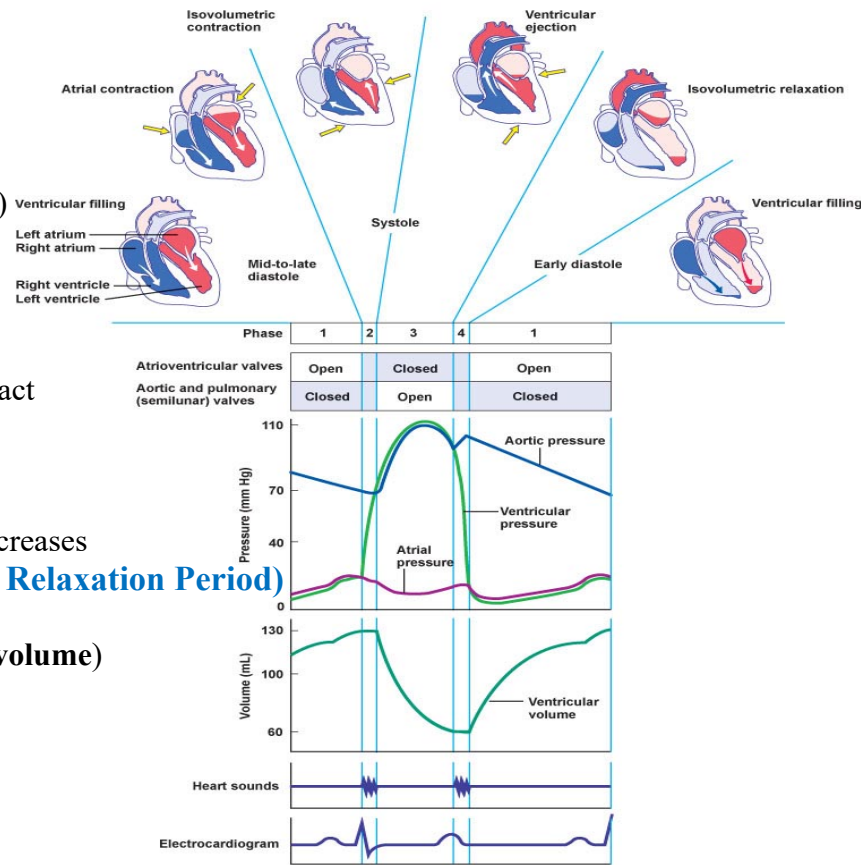 Isovolumetric
contraction
Ventricular
ejection
Atrial contraction
Isovolumetric relaxation
)
Ventricular filling
Left atrium
Right atrium
Right ventricle
Left ventricle
Mid-to-late
diastole
Systole
Early diastole
Ventricular filling
Phase 1 2 3 4 1
Atrioventricular valves Open Closed Open
Aortic and pulmonary
(semilunar) valves Closed Open Closed
act
creases
Relaxation Period)
volume)
Pressure (mm Hg)
110
70
40
0
Aortic pressure
Ventricular
pressure
Atrial
pressure
Volume (mL)
130
100
60
Ventricular
volume
Heart sounds
Electrocardiogram